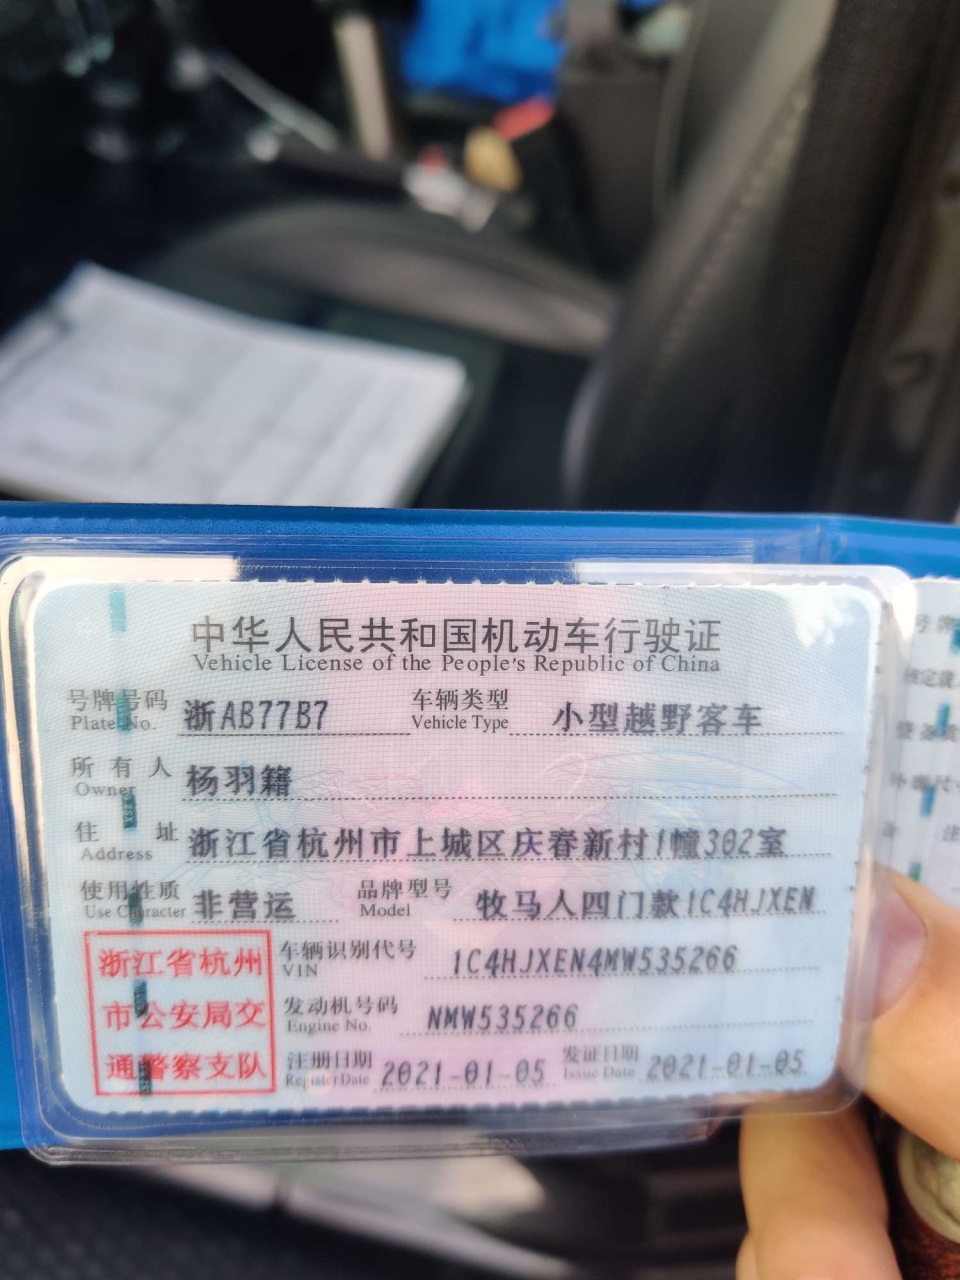 中华人民共和国机动车行驶证
Vehicle License of the People's Republic of China
号牌号码 浙AB77B7 车辆类型 小型越野客车
Plate No. Vehicle Type
所有人 杨羽籍
Owner
住址 浙江省杭州市上城区庆春新村1幢302室
Address
使用性质 非营运 品牌型号 牧马人四门款1C4HJXEN
Use Character Model
浙江省杭州
市公安局交
通警察支队
车辆识别代号 1C4HJXEN4MW535266
VIN
发动机号码 NMW535266
Engine No.
注册日期 2021-01-05 发证日期 2021-01-05
Register Date Issue Date
号牌
核定载